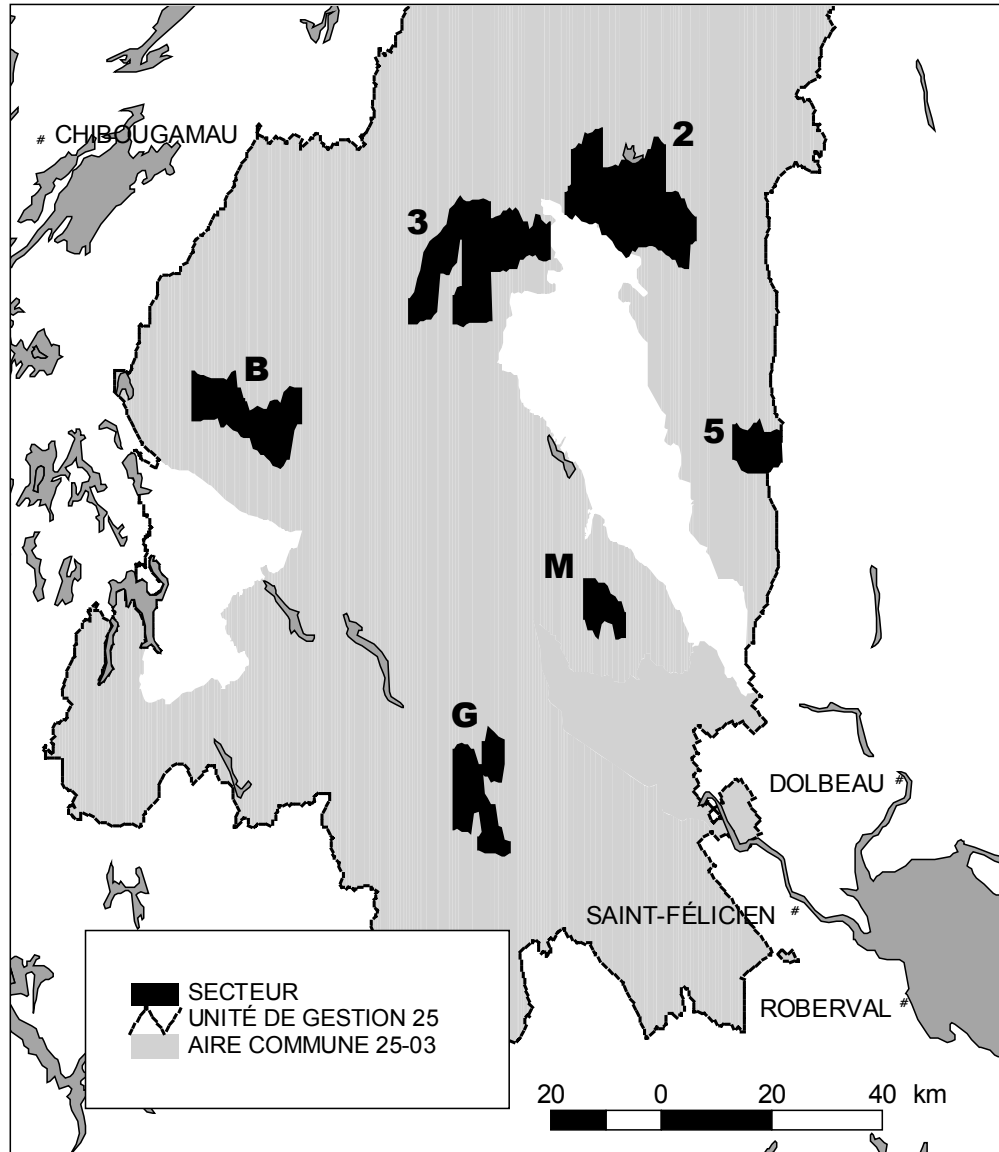 # CHIBOUGAMAU
2
3
B
5
M
G
DOLBEAU #
SAINT-FÉLICIEN #
ROBERVAL #
SECTEUR
UNITÉ DE GESTION 25
AIRE COMMUNE 25-03
20 0 20 40 km